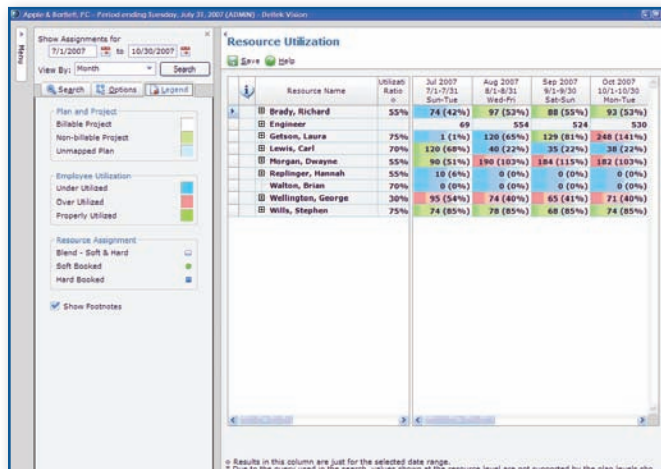 Apple & Bartlett, PC - Period ending Tuesday, July 31, 2007 (ADMIN) - Deltek Vision
Menu
Show Assignments for
7/1/2007 to 10/30/2007
View By: Month Search
Search Options Legend
Plan and Project
Billable Project
Non-billable Project
Unmapped Plan
Employee Utilization
Under Utilized
Over Utilized
Properly Utilized
Resource Assignment
Blend - Soft & Hard
Soft Booked
Hard Booked
Show Footnotes
Resource Utilization
Save Help
Resource Name Utilizati Ratio Jul 2007 7/1-7/31 Sun-Tue Aug 2007 8/1-8/31 Wed-Fri Sep 2007 9/1-9/30 Sat-Sun Oct 2007 10/1-10/30 Mon-Tue
Brady, Richard 55% 74 (42%) 97 (53%) 88 (55%) 93 (53%)
Engineer 69 554 524 530
Getson, Laura 75% 1 (1%) 120 (65%) 129 (81%) 248 (141%)
Lewis, Carl 70% 120 (68%) 40 (22%) 35 (22%) 38 (22%)
Morgan, Dwayne 55% 90 (51%) 190 (103%) 184 (115%) 182 (103%)
Replinger, Hannah 55% 10 (6%) 0 (0%) 0 (0%) 0 (0%)
Walton, Brian 70% 0 (0%) 0 (0%) 0 (0%) 0 (0%)
Wellington, George 30% 95 (54%) 74 (40%) 65 (41%) 71 (40%)
Wills, Stephen 75% 74 (85%) 78 (85%) 68 (85%) 74 (85%)
Results in this column are just for the selected date range.